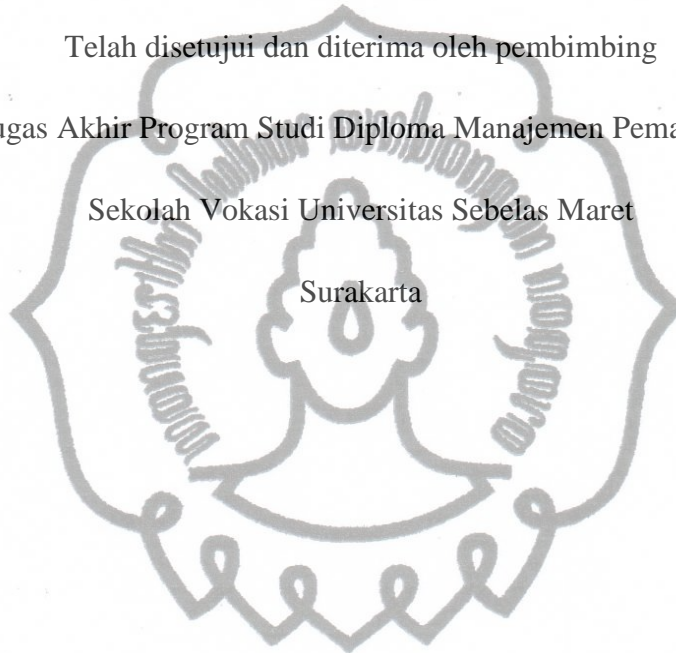 Telah disetujui dan diterima oleh pembimbing
ugas Akhir Program Studi Diploma Manajemen Pema
Sekolah Vokasi Universitas Sebelas Maret
Surakarta